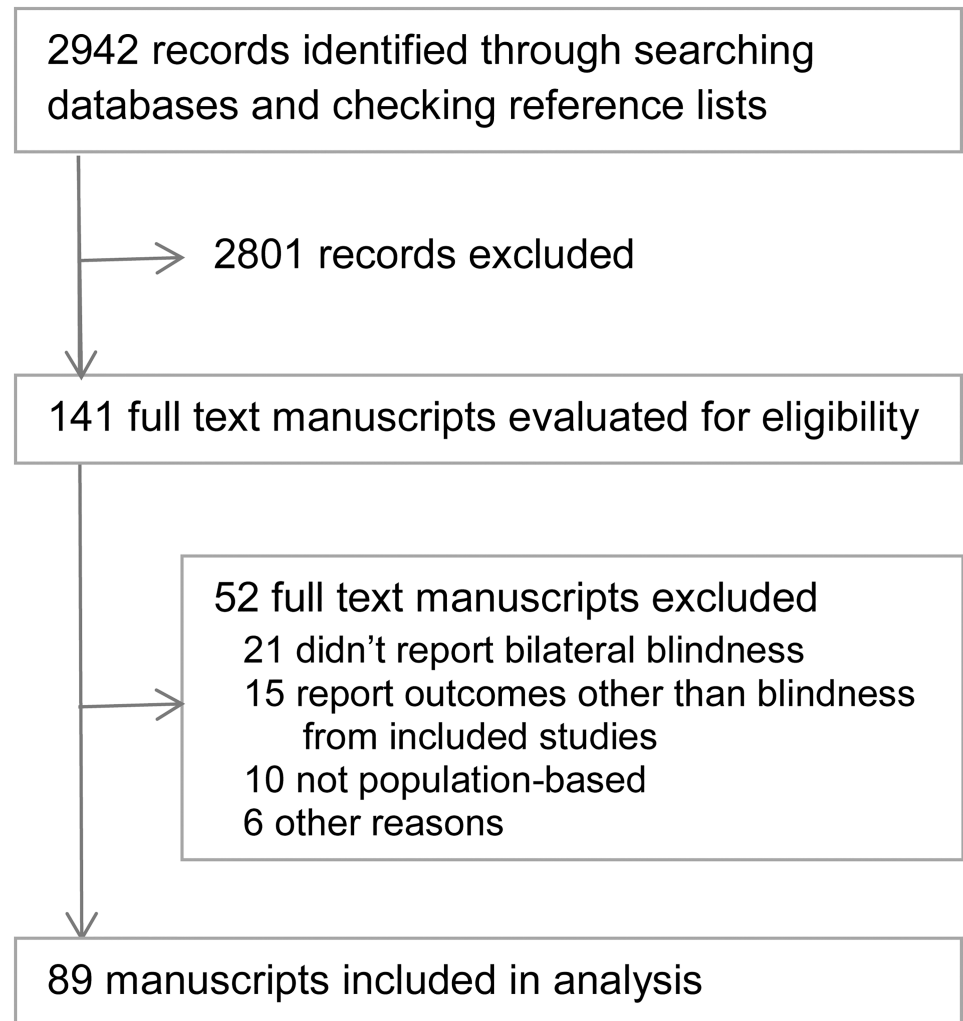 2942 records identified through searching
databases and checking reference lists
2801 records excluded
141 full text manuscripts evaluated for eligibility
52 full text manuscripts excluded
21 didn’t report bilateral blindness
15 report outcomes other than blindness
from included studies
10 not population-based
6 other reasons
89 manuscripts included in analysis